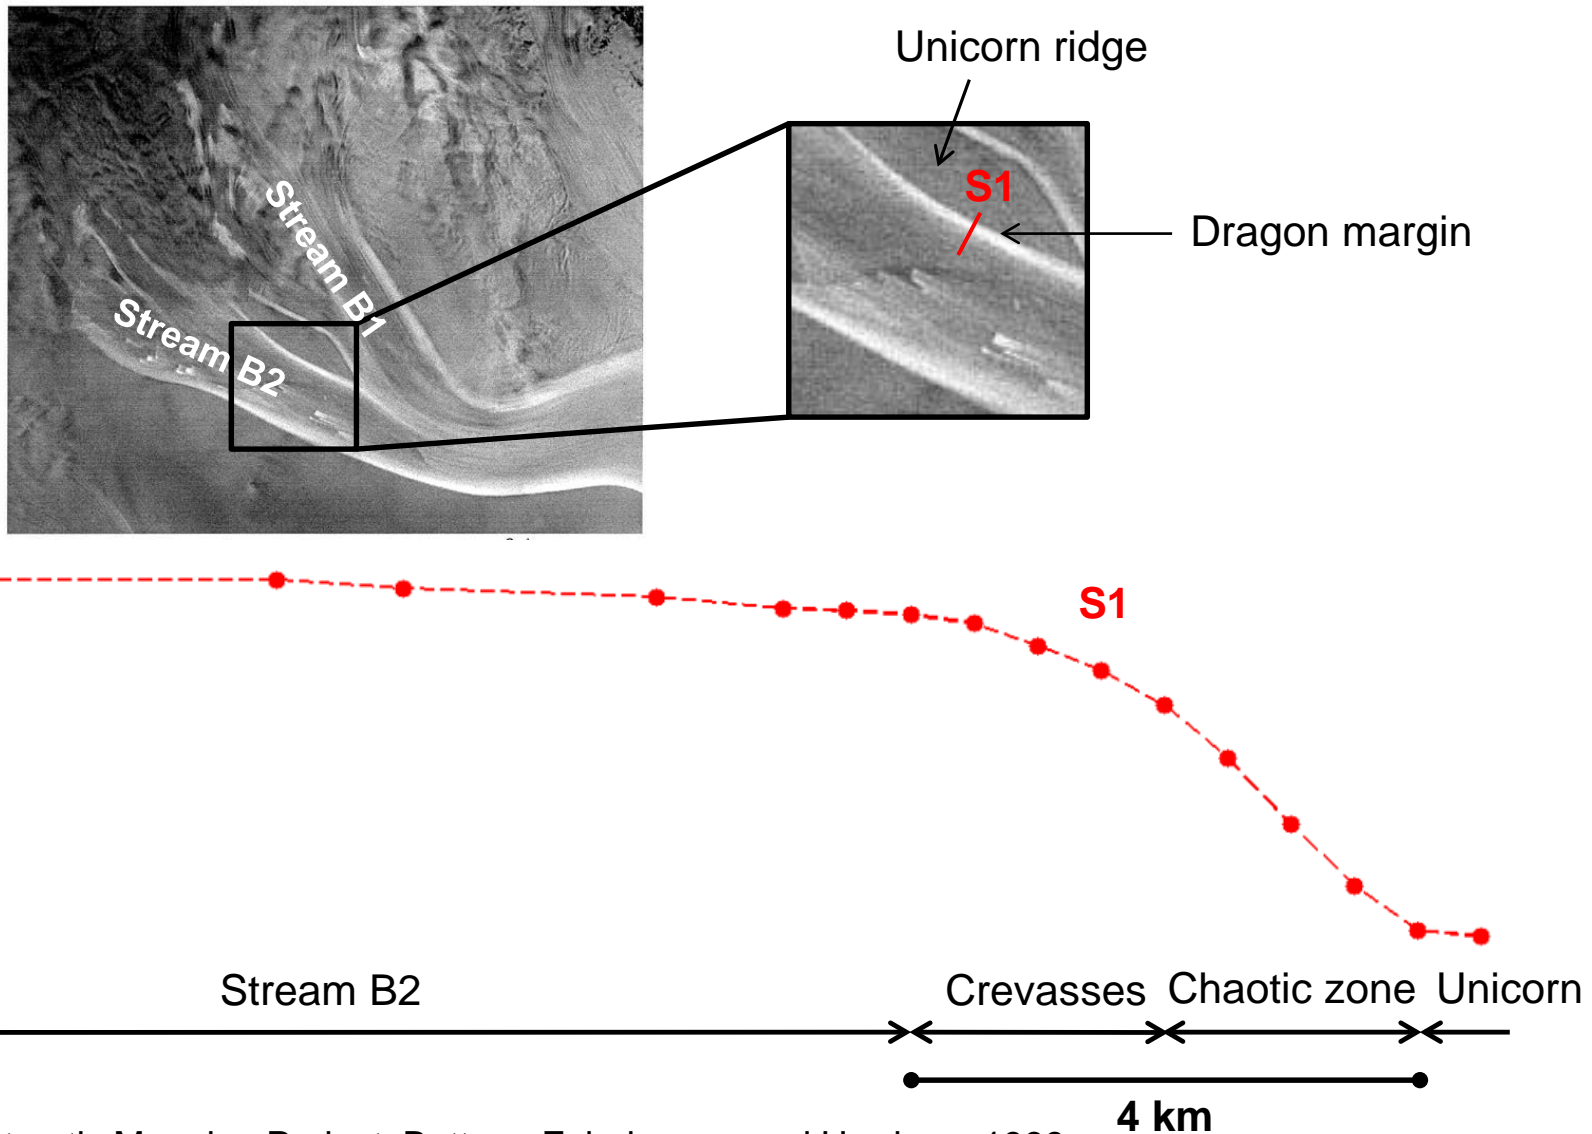 Unicorn ridge
Stream B1
Stream B2
S1
Dragon margin
S1
Stream B2
Crevasses
Chaotic zone
Unicorn
4 km